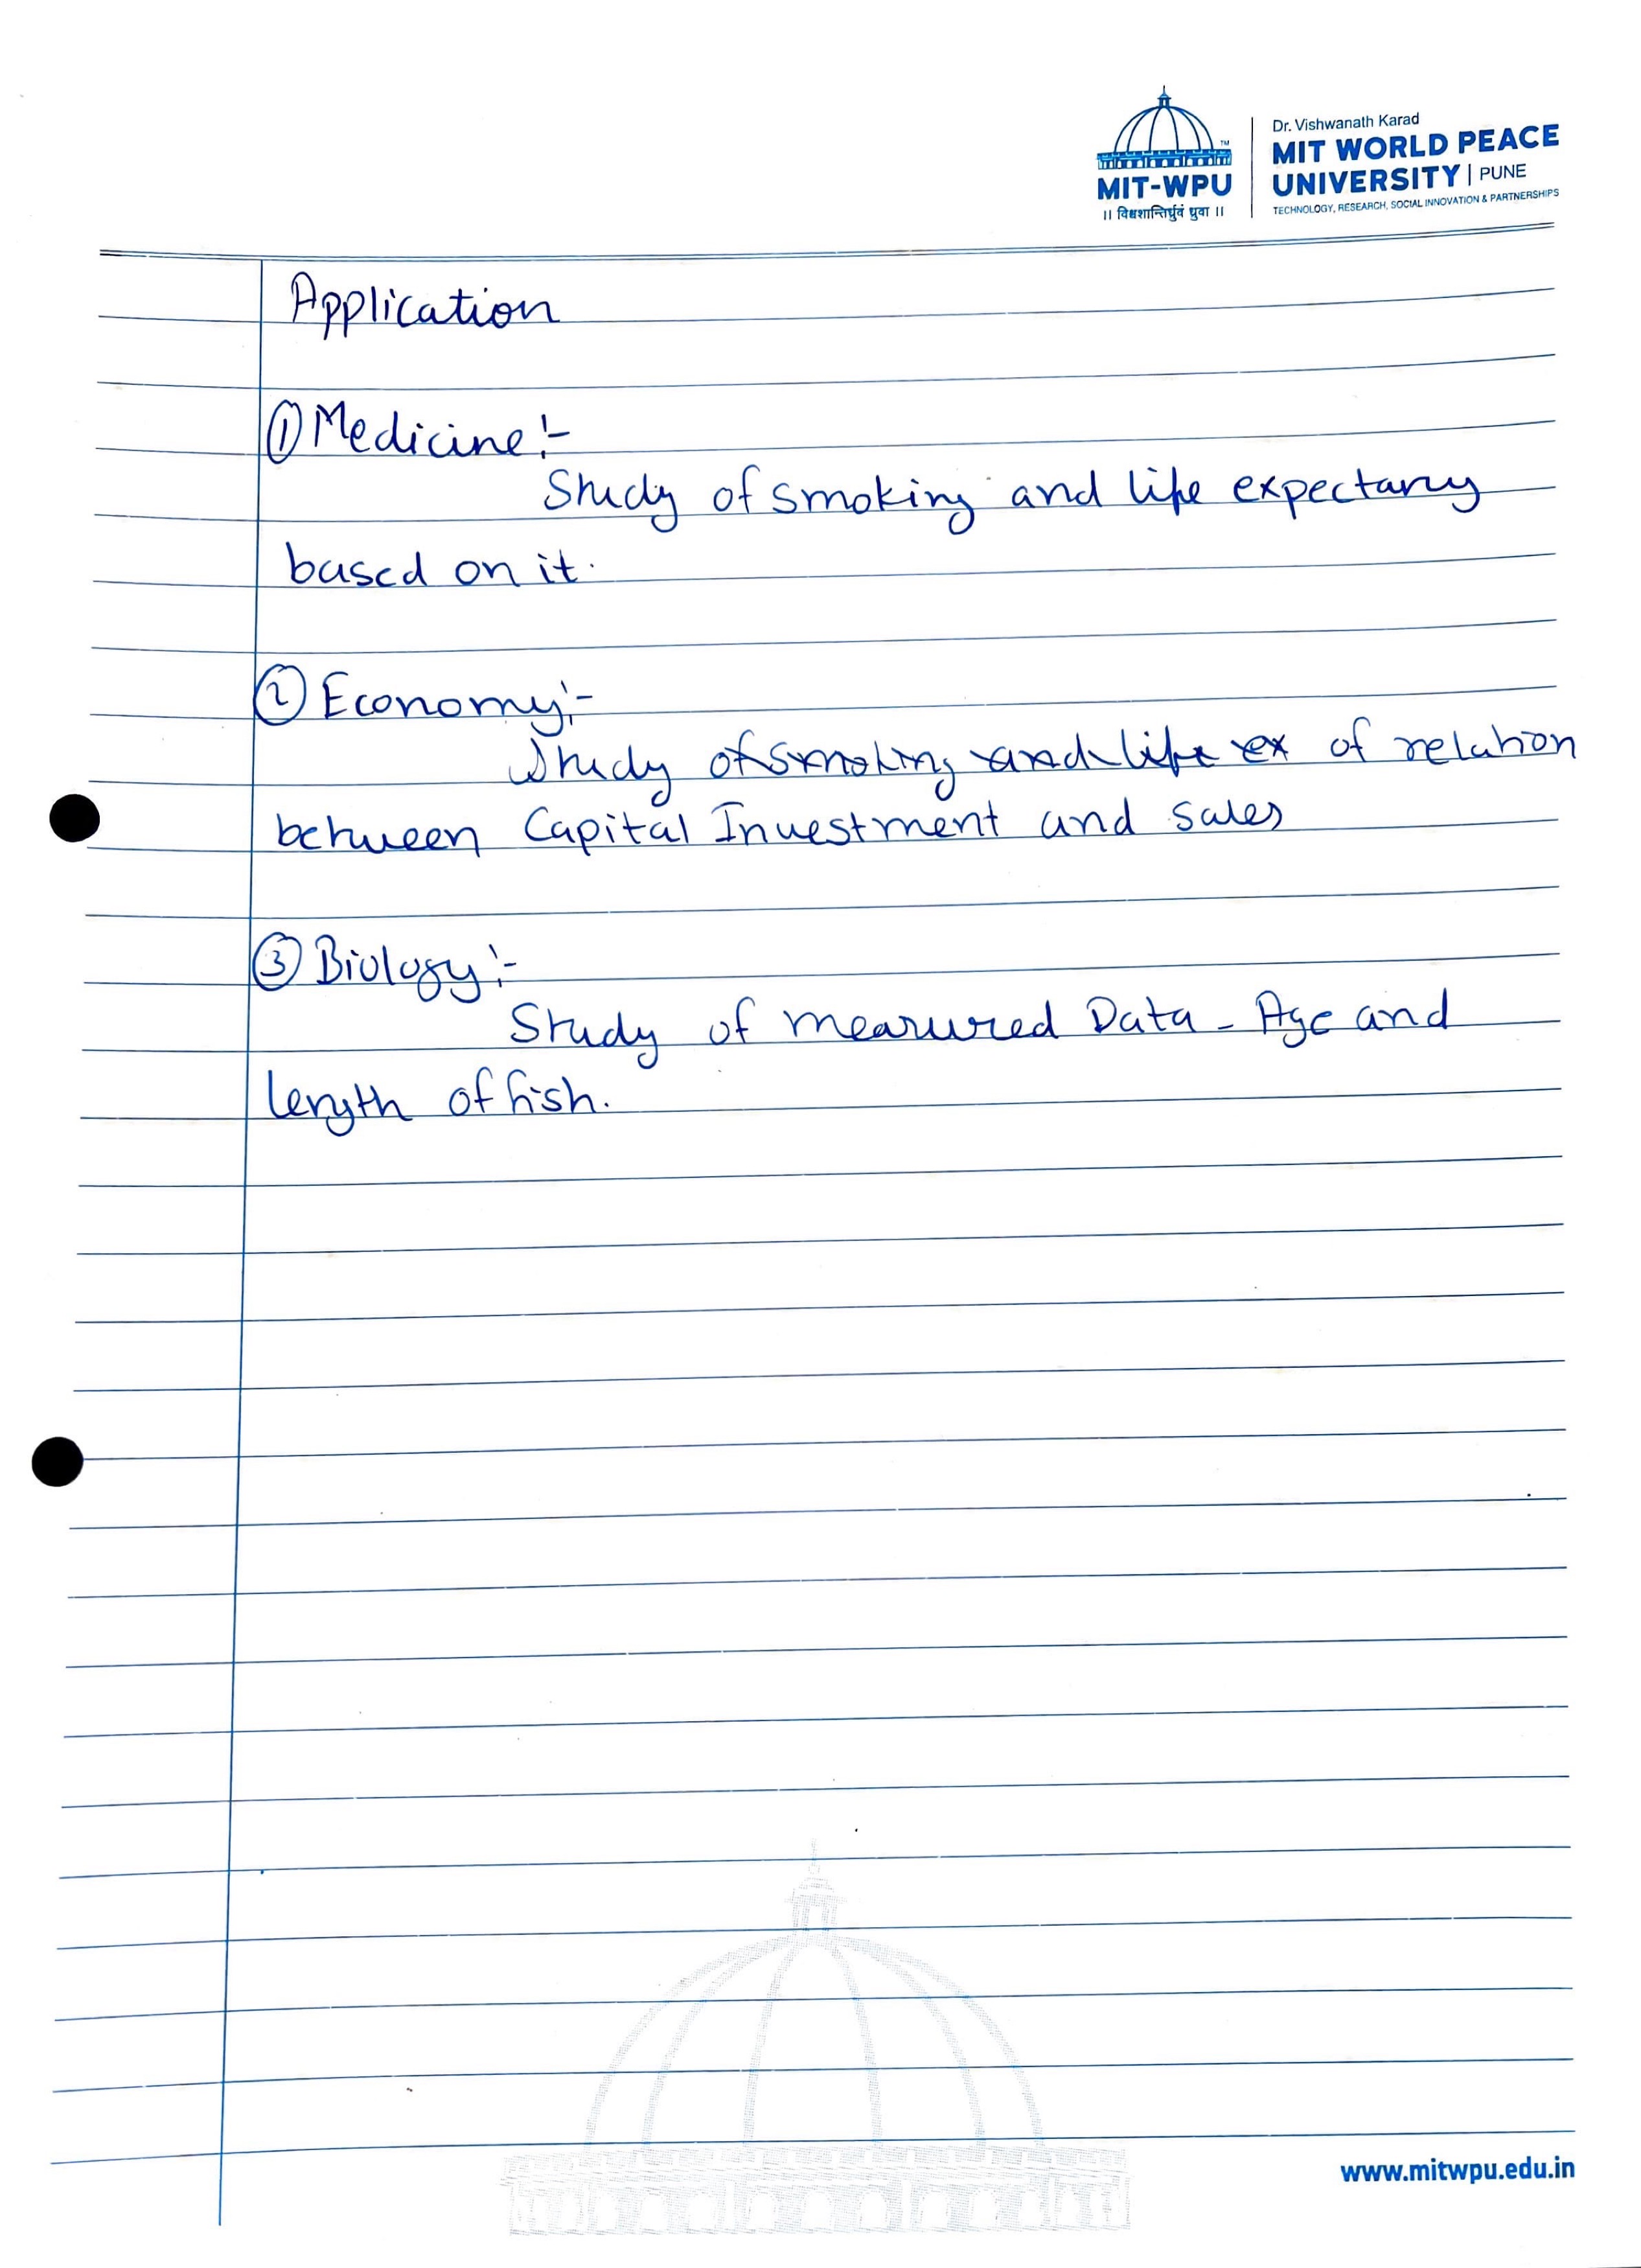 Dr. Vishwanath Karad
MIT WORLD PEACE
UNIVERSITY | PUNE
TECHNOLOGY, RESEARCH, SOCIAL INNOVATION & PARTNERSHIPS
MIT-WPU
TM
॥ विश्वशान्तिर्ध्रुवं ध्रुवा ॥
Application
① Medicine:-
Study of smoking and life expectancy
based on it.
② Economy:-
Study of smoking and life ex of relation
between Capital Investment and sales
③ Biology:-
Study of measured Data - Age and
length of fish.
www.mitwpu.edu.in